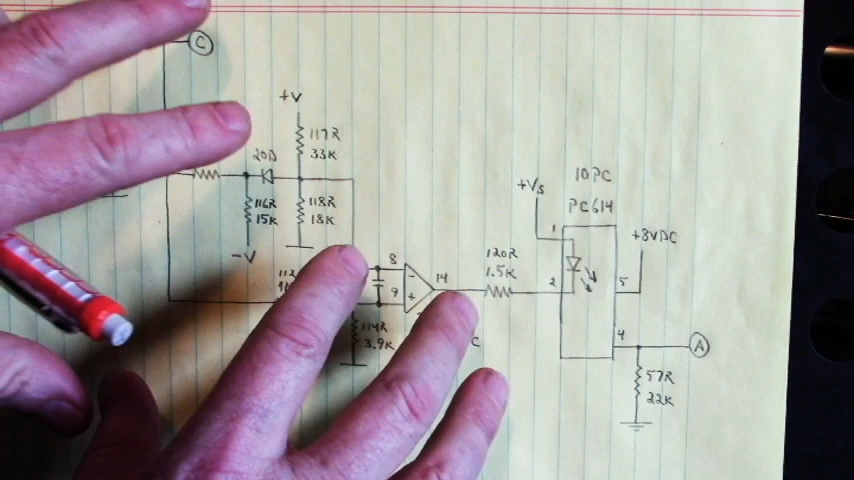 C
+V
117R
33K
20D
116R
15K
118R
18K
-V
112
8
9
14
114R
3.9K
C
120R
1.5K
+Vs
10PC
PC614
1
2
+8VDC
5
4
A
57R
22K